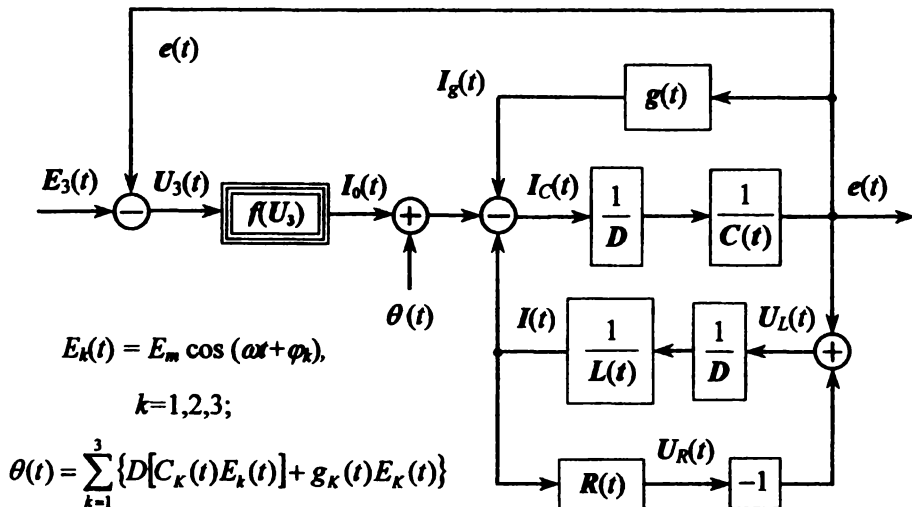 e(t)
I_g(t)
g(t)
E_3(t)
U_3(t)
f(U_3)
I_0(t)
I_C(t)
1/D
1/C(t)
e(t)
θ(t)
I(t)
1/L(t)
1/D
U_L(t)
E_k(t) = E_m cos (ωt+φ_k),
k=1,2,3;
θ(t) = ∑_{k=1}^{3} {D[C_K(t)E_k(t)]+ g_K(t)E_K(t)}
R(t)
U_R(t)
−1